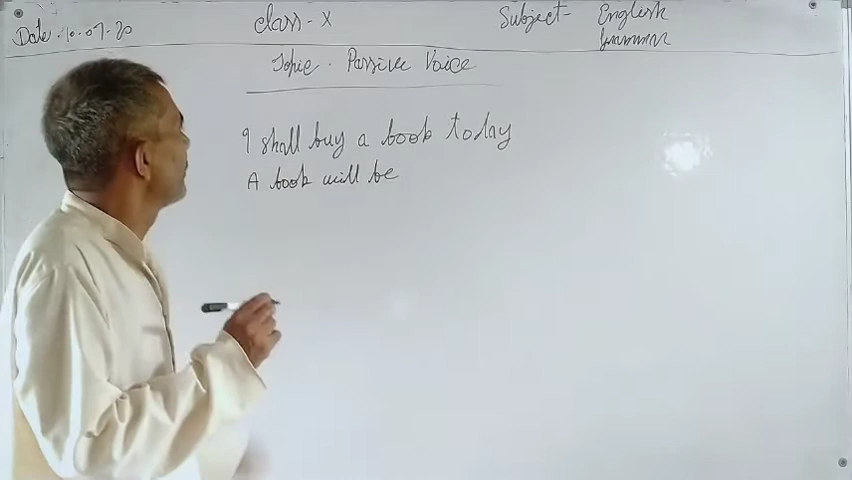 Date:10-07-20
Class-X
Subject- English
Grammar
Topic. Passive Voice
I shall buy a book today
A book will be